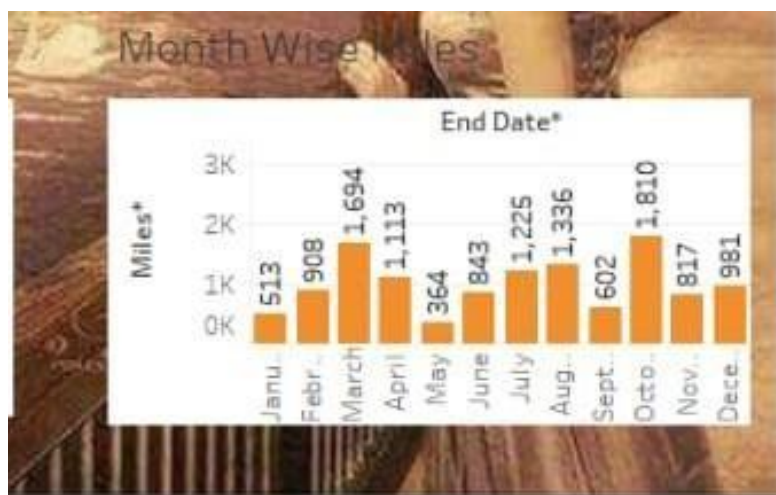 Month Wise Miles
End Date*
Miles*
3K
2K
1K
0K
513
908
1,694
1,113
364
843
1,225
1,336
602
1,810
817
981
Janu..
Febr..
March
April
May
June
July
Aug..
Sept..
Octo..
Nov..
Dece..